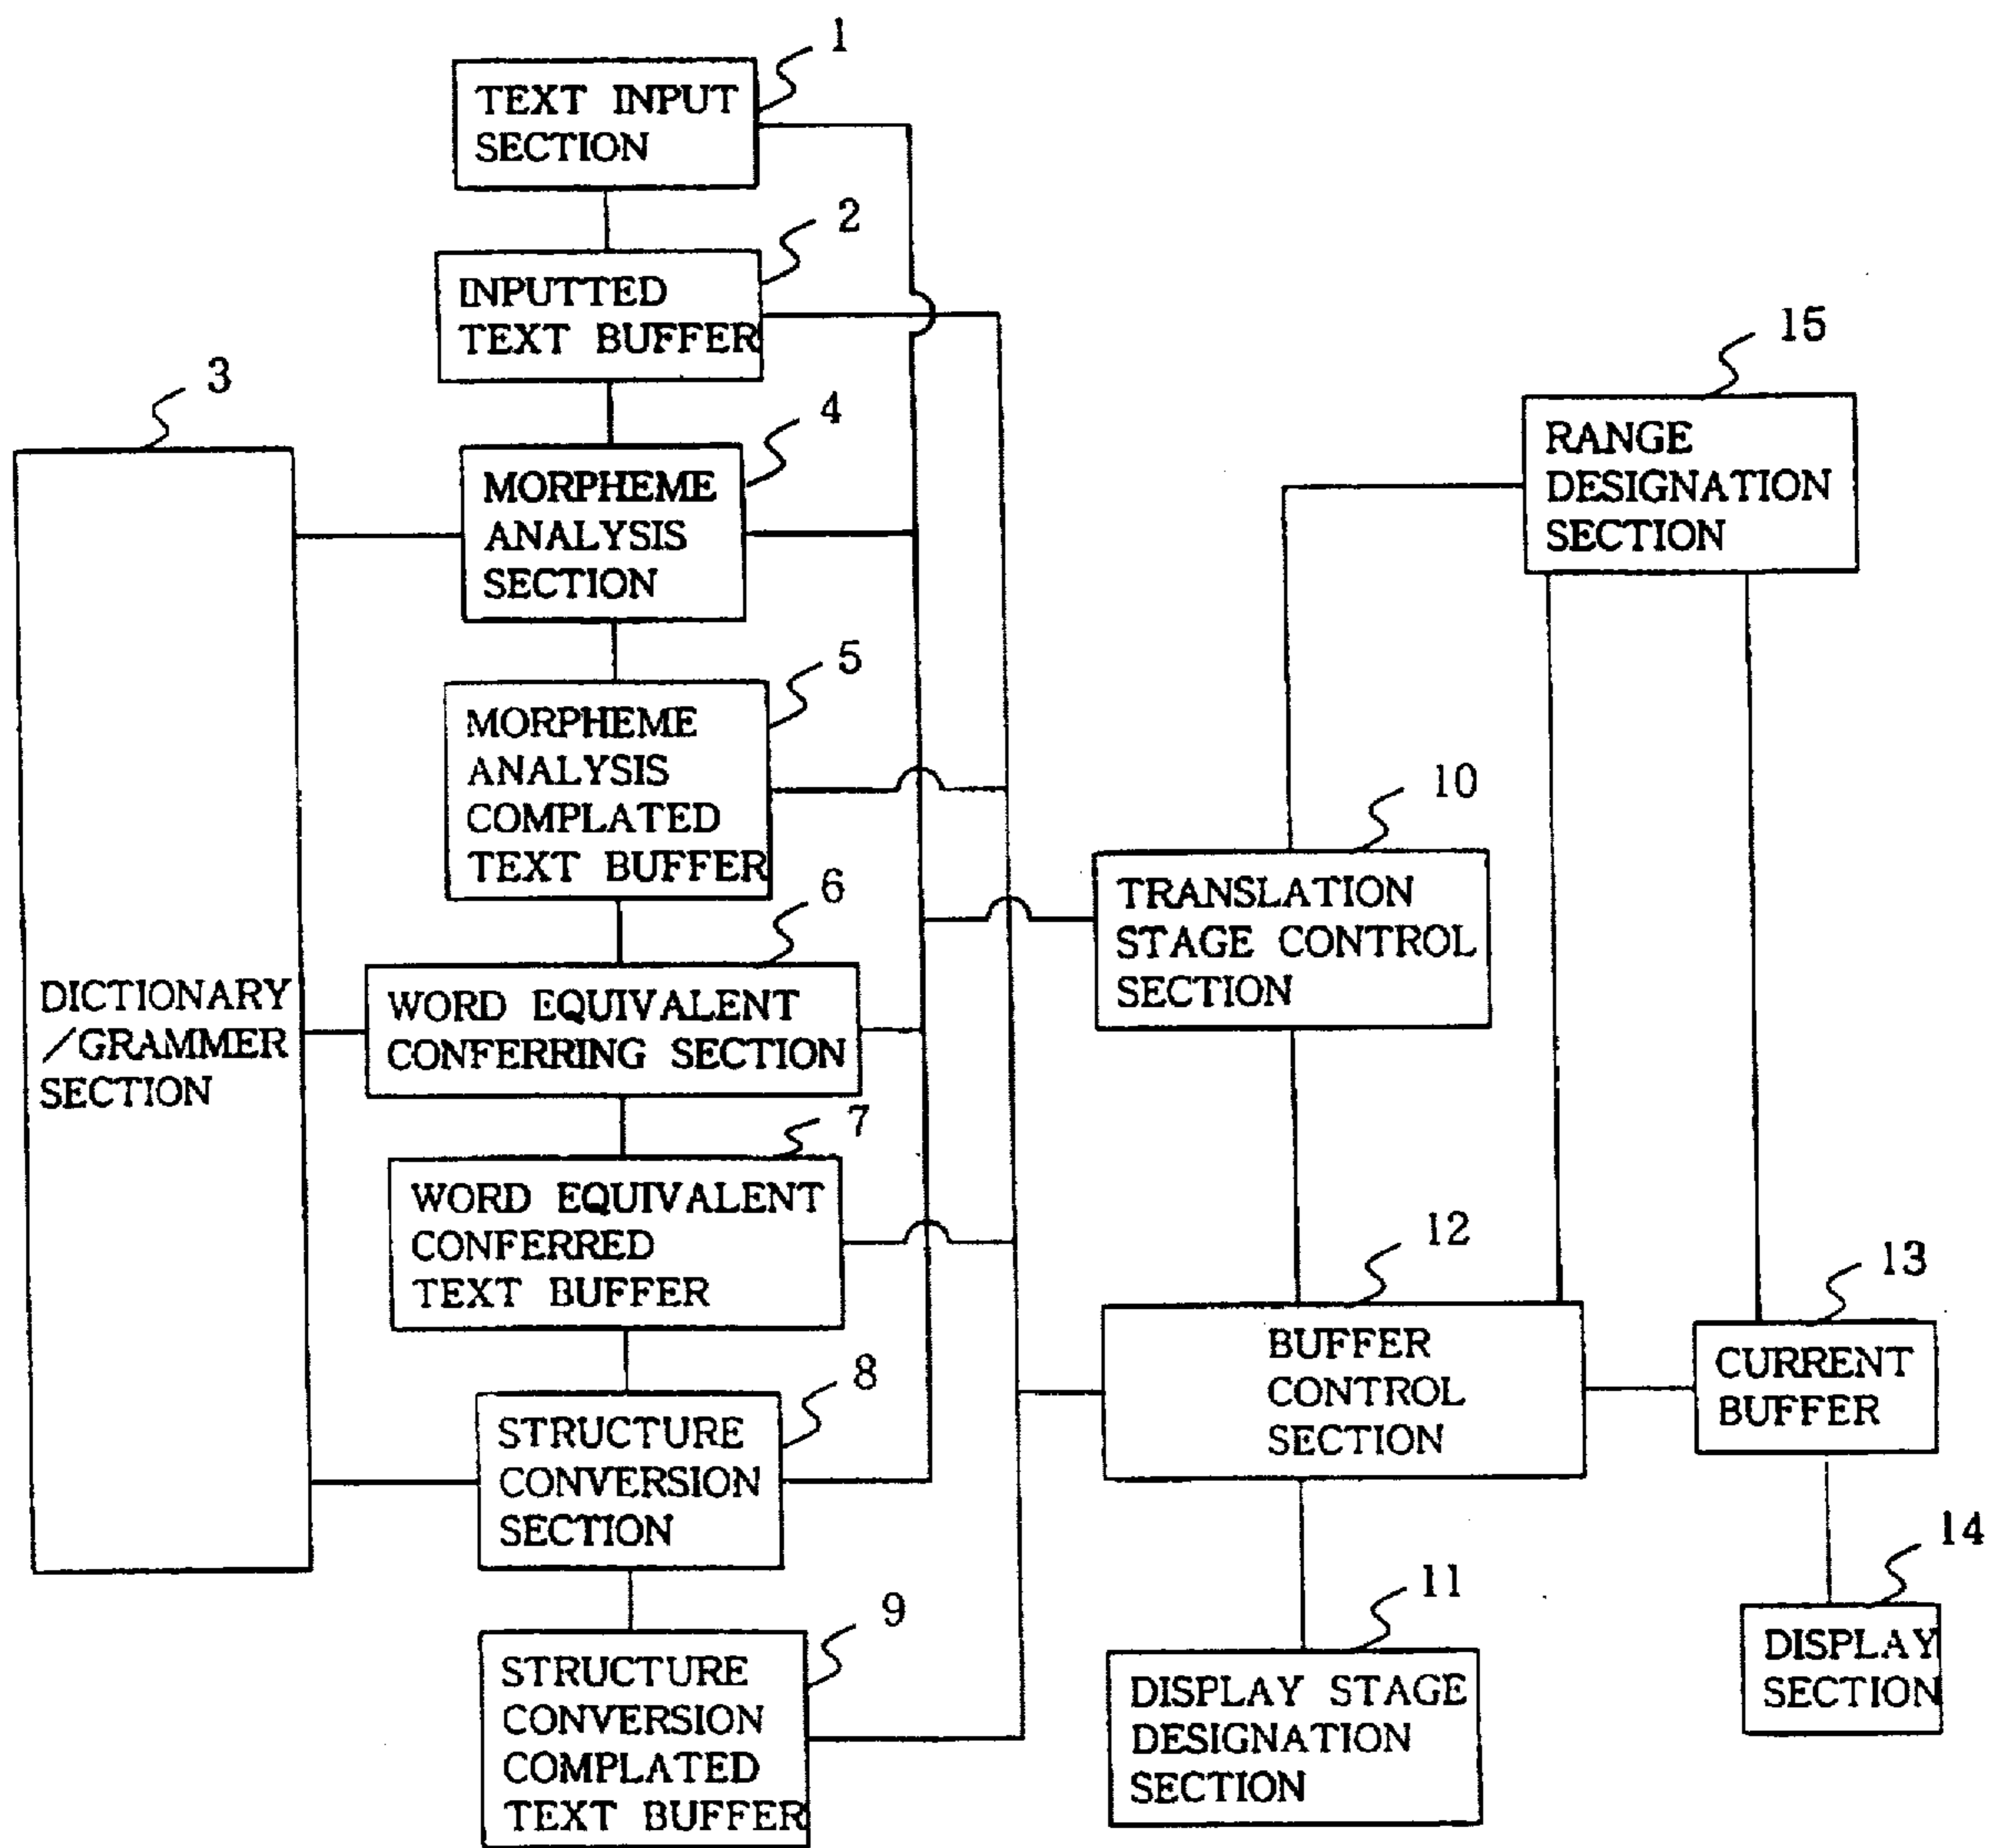 1
TEXT INPUT
SECTION
2
INPUTTED
TEXT BUFFER
3
DICTIONARY
/GRAMMER
SECTION
4
MORPHEME
ANALYSIS
SECTION
5
MORPHEME
ANALYSIS
COMPLATED
TEXT BUFFER
6
WORD EQUIVALENT
CONFERRING SECTION
7
WORD EQUIVALENT
CONFERRED
TEXT BUFFER
8
STRUCTURE
CONVERSION
SECTION
9
STRUCTURE
CONVERSION
COMPLATED
TEXT BUFFER
15
RANGE
DESIGNATION
SECTION
10
TRANSLATION
STAGE CONTROL
SECTION
12
BUFFER
CONTROL
SECTION
13
CURRENT
BUFFER
11
DISPLAY STAGE
DESIGNATION
SECTION
14
DISPLAY
SECTION